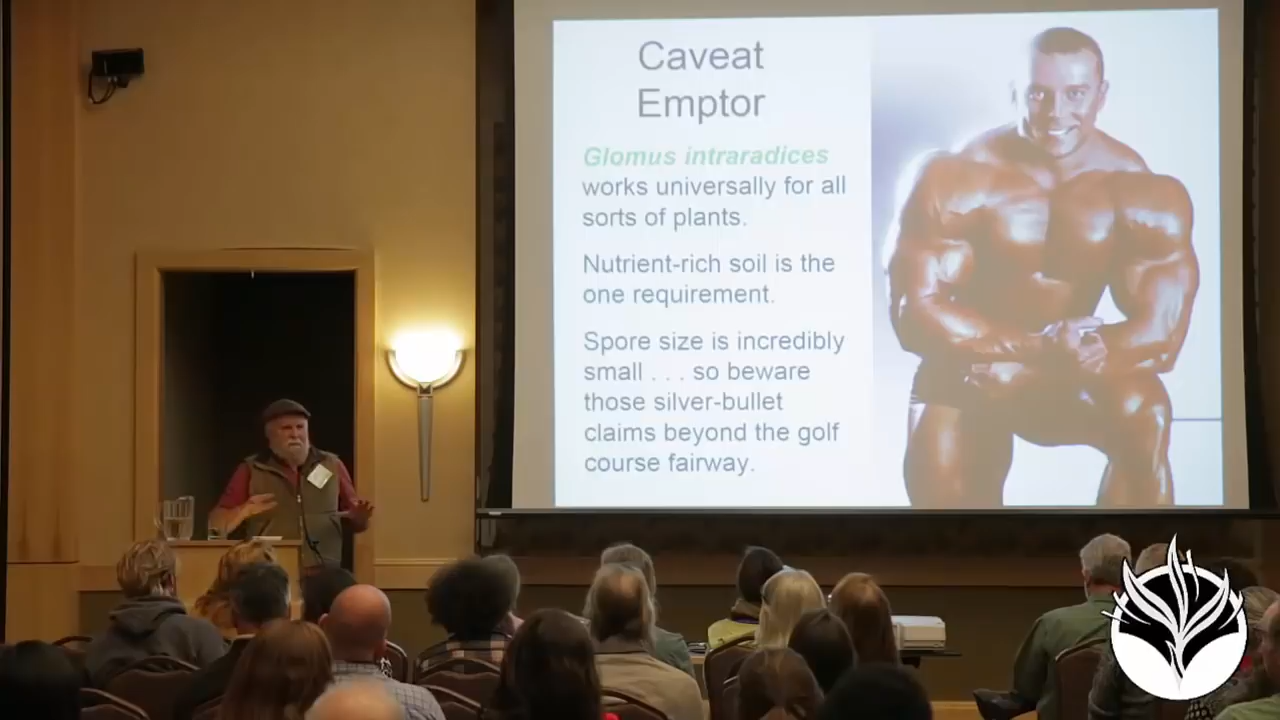 Caveat
Emptor
Glomus intraradices
works universally for all
sorts of plants.
Nutrient-rich soil is the
one requirement.
Spore size is incredibly
small . . . so beware
those silver-bullet
claims beyond the golf
course fairway.